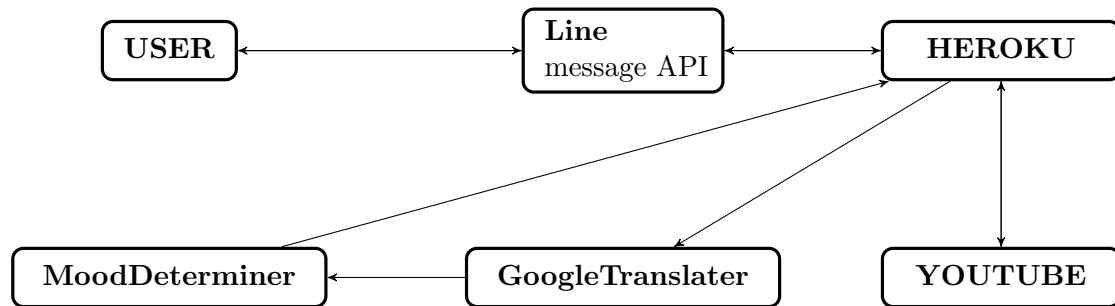 USER
Line
message API
HEROKU
MoodDeterminer
GoogleTranslater
YOUTUBE